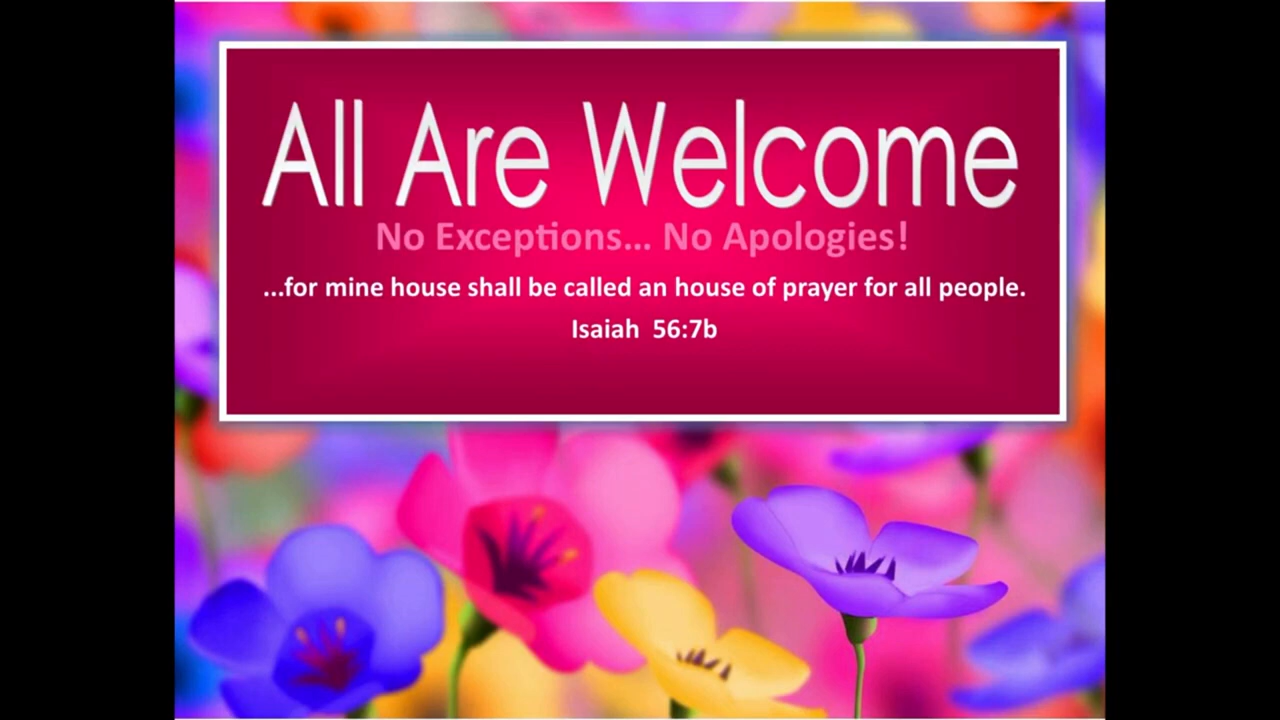 All Are Welcome
No Exceptions... No Apologies!
...for mine house shall be called an house of prayer for all people.
Isaiah  56:7b